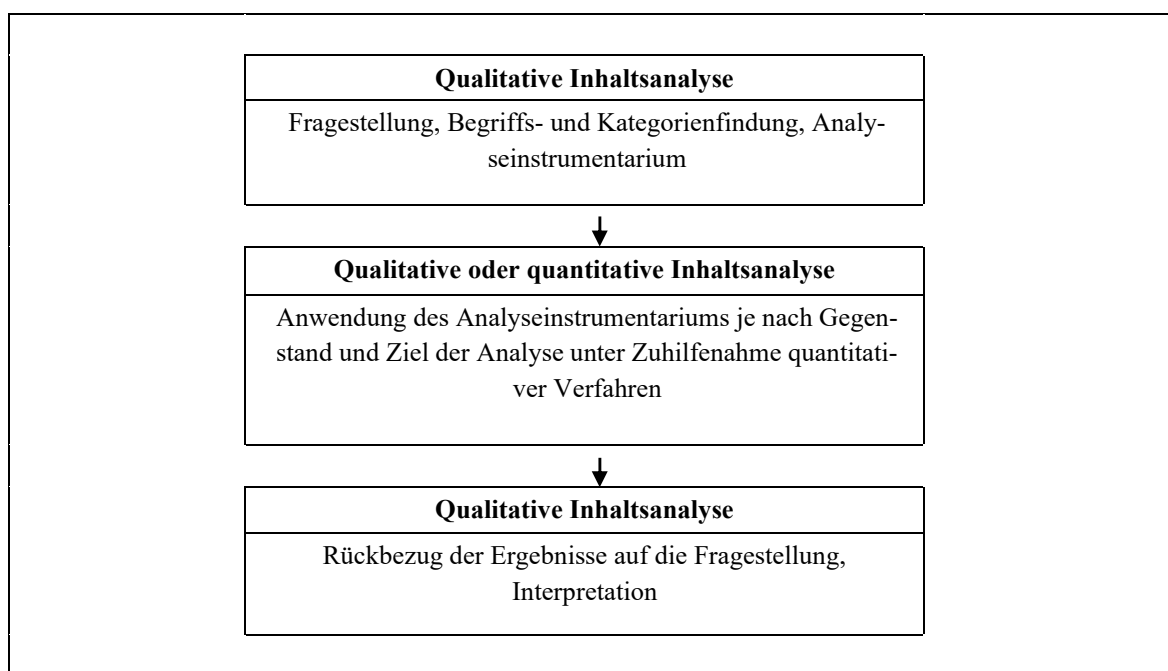 Qualitative Inhaltsanalyse
Fragestellung, Begriffs- und Kategorienfindung, Analy-
seinstrumentarium
Qualitative oder quantitative Inhaltsanalyse
Anwendung des Analyseinstrumentariums je nach Gegen-
stand und Ziel der Analyse unter Zuhilfenahme quantitati-
ver Verfahren
Qualitative Inhaltsanalyse
Rückbezug der Ergebnisse auf die Fragestellung,
Interpretation